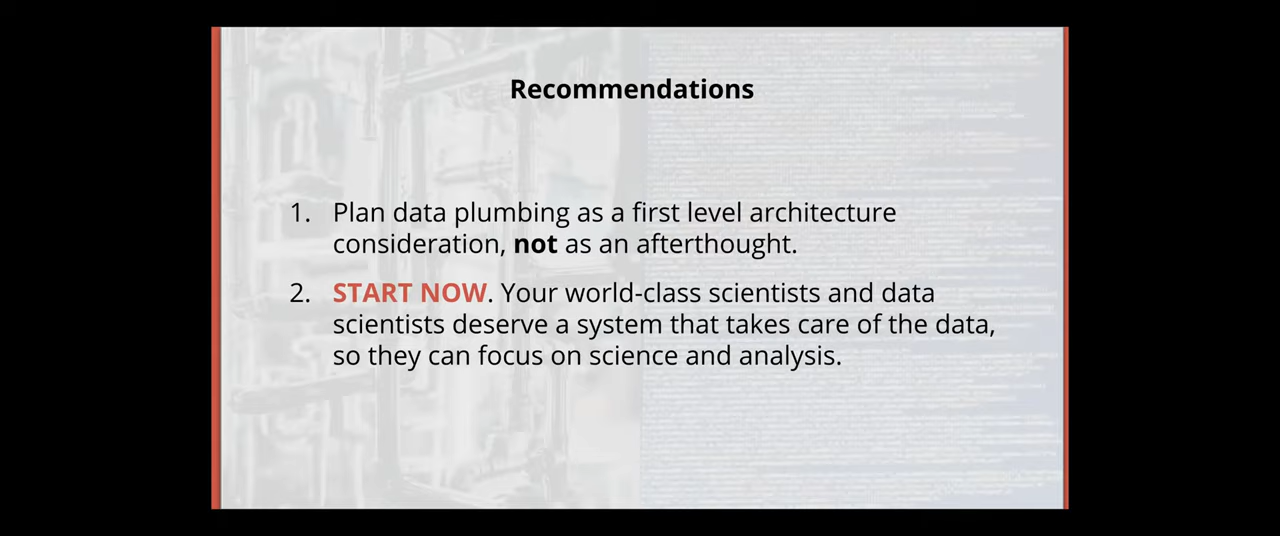 Recommendations
1. Plan data plumbing as a first level architecture
consideration, not as an afterthought.
2. START NOW. Your world-class scientists and data
scientists deserve a system that takes care of the data,
so they can focus on science and analysis.